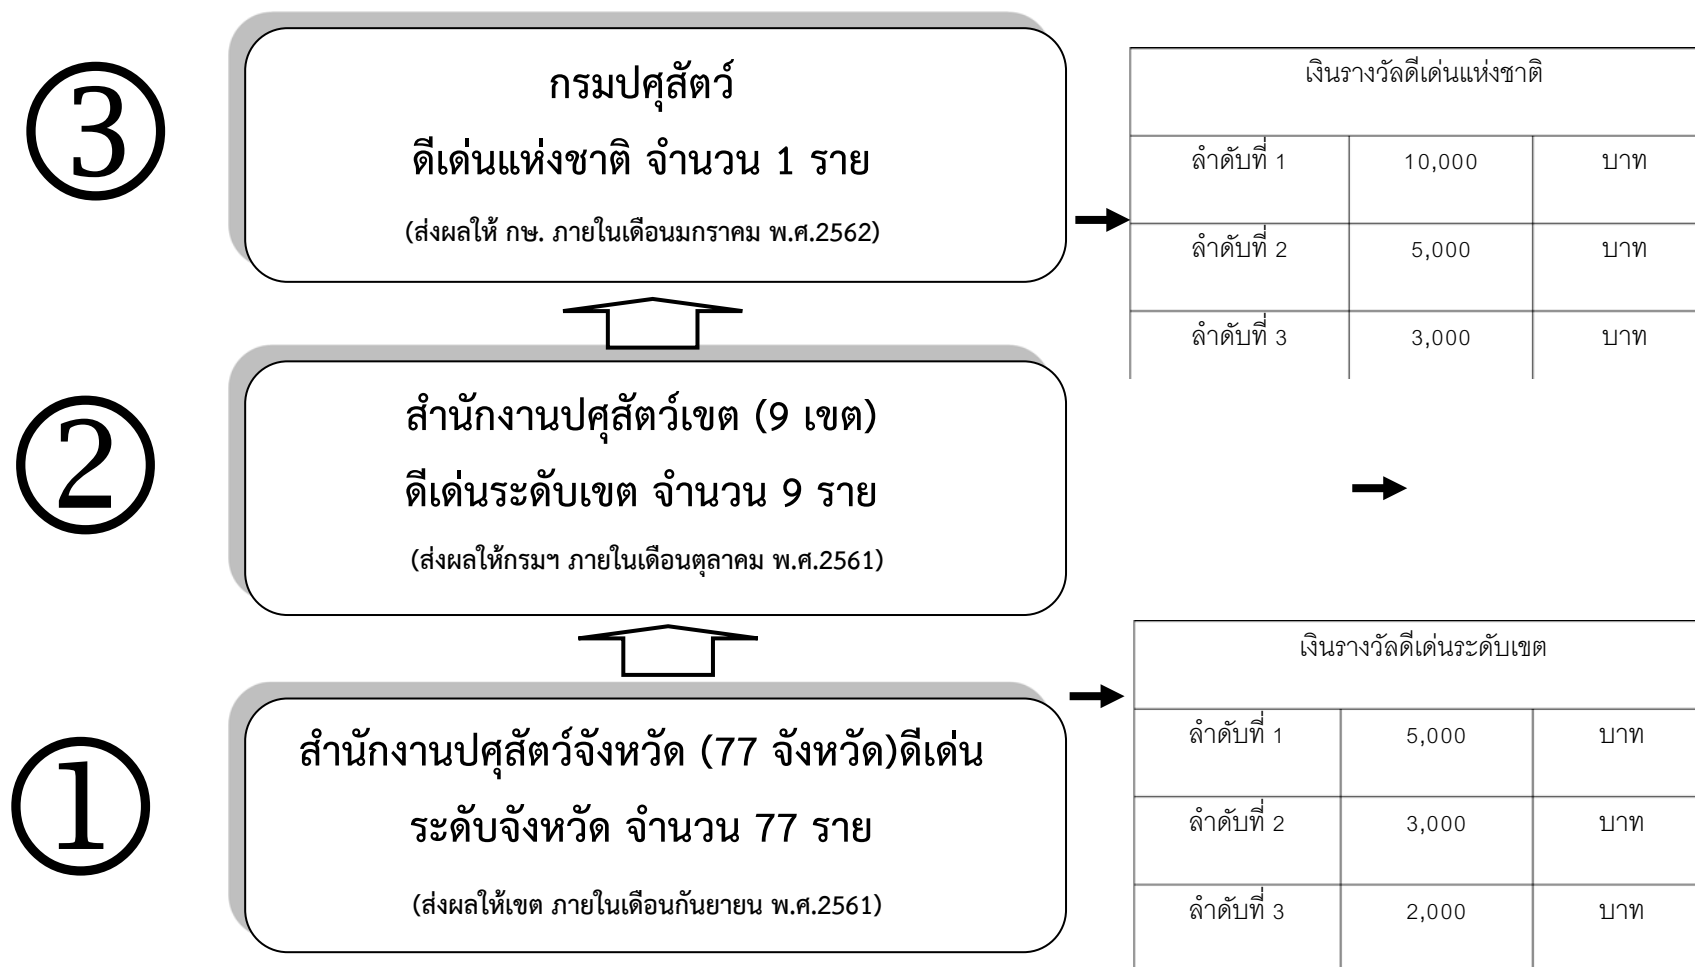 ③
กรมปศุสัตว์
ดีเด่นแห่งชาติ จำนวน 1 ราย
(ส่งผลให้ กษ. ภายในเดือนมกราคม พ.ศ.2562)
เงินรางวัลดีเด่นแห่งชาติ
ลำดับที่ 1 10,000 บาท
ลำดับที่ 2 5,000 บาท
ลำดับที่ 3 3,000 บาท
②
สำนักงานปศุสัตว์เขต (9 เขต)
ดีเด่นระดับเขต จำนวน 9 ราย
(ส่งผลให้กรมฯ ภายในเดือนตุลาคม พ.ศ.2561)
①
สำนักงานปศุสัตว์จังหวัด (77 จังหวัด)ดีเด่น
ระดับจังหวัด จำนวน 77 ราย
(ส่งผลให้เขต ภายในเดือนกันยายน พ.ศ.2561)
เงินรางวัลดีเด่นระดับเขต
ลำดับที่ 1 5,000 บาท
ลำดับที่ 2 3,000 บาท
ลำดับที่ 3 2,000 บาท